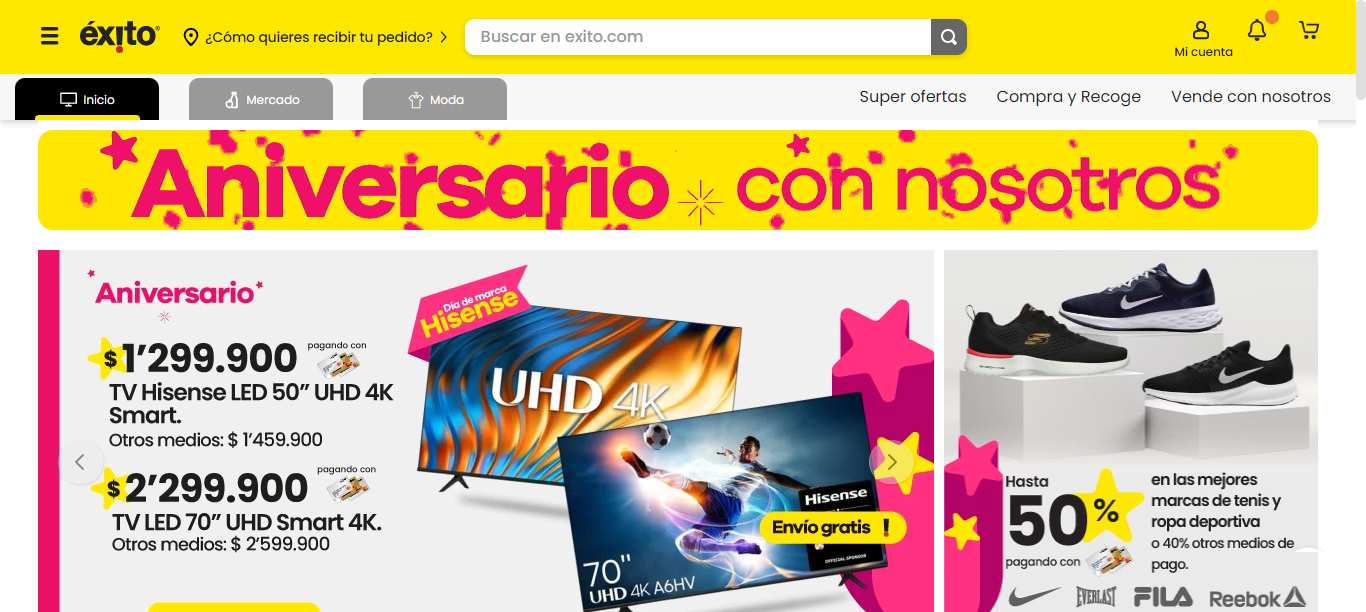 éxito
¿Cómo quieres recibir tu pedido?
Buscar en exito.com
Mi cuenta
Inicio
Mercado
Moda
Super ofertas
Compra y Recoge
Vende con nosotros
Aniversario con nosotros
Aniversario
$1’299.900
pagando con
TV Hisense LED 50” UHD 4K
Smart.
Otros medios: $ 1’459.900
$2’299.900
pagando con
TV LED 70” UHD Smart 4K.
Otros medios: $ 2’599.900
Día de marca
Hisense
UHD 4K
Hisense
Envío gratis !
OFFICIAL SPONSOR
70"
UHD 4K A6HV
Hasta
50%
pagando con
en las mejores
marcas de tenis y
ropa deportiva
o 40% otros medios de
pago.
EVERLAST
FILA
Reebok